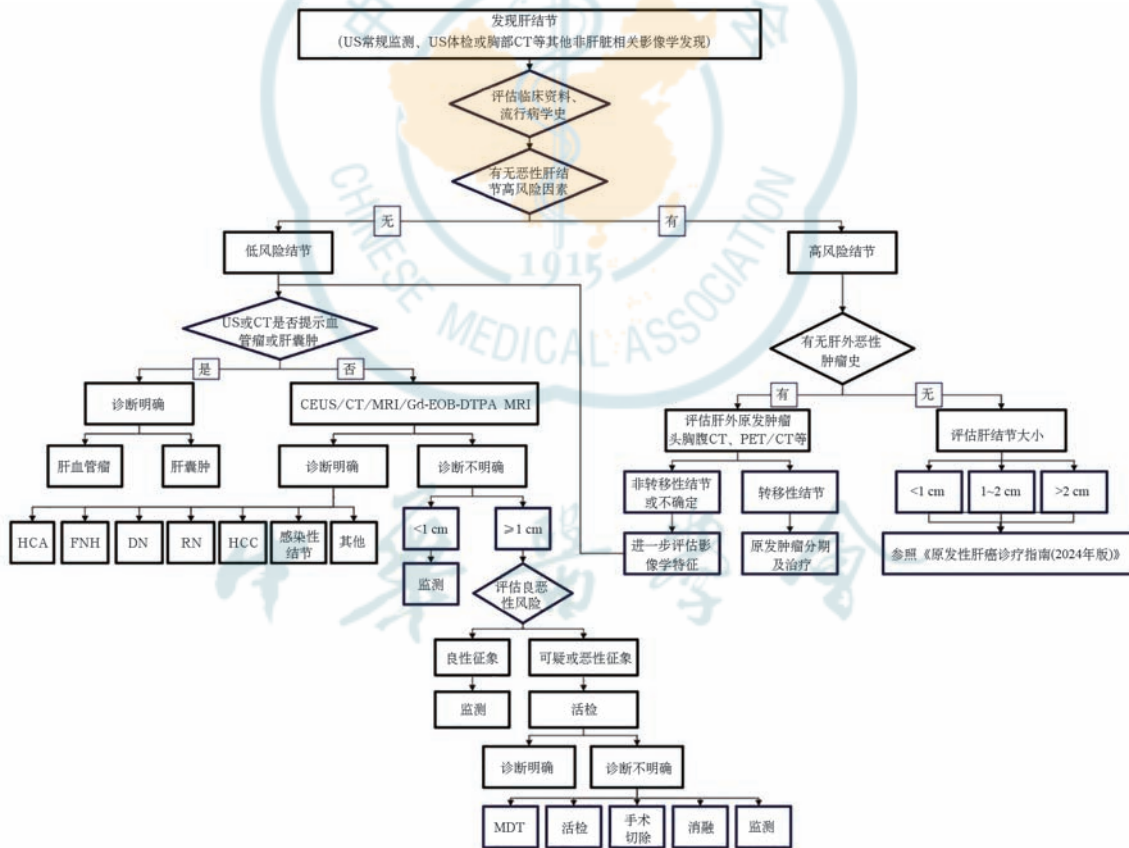 发现肝结节
(US常规监测、US体检或胸部CT等其他非肝脏相关影像学发现)
评估临床资料、
流行病学史
有无恶性肝结
节高风险因素
无
有
低风险结节
高风险结节
1915
CHINESE MEDICAL ASSOCIATION
US或CT是否提示血
管瘤或肝囊肿
有无肝外恶性
肿瘤史
是
否
有
无
诊断明确
CEUS/CT/MRI/Gd-EOB-DTPA MRI
评估肝外原发肿瘤
头胸腹CT、PET/CT等
评估肝结节大小
肝血管瘤
肝囊肿
诊断明确
诊断不明确
非转移性结节
或不确定
转移性结节
<1 cm
1~2 cm
>2 cm
HCA
FNH
DN
RN
HCC
感染性
结节
其他
<1 cm
≥1 cm
进一步评估影
像学特征
原发肿瘤分期
及治疗
参照《原发性肝癌诊疗指南(2024年版)》
监测
评估良恶
性风险
良性征象
可疑或恶性征象
监测
活检
诊断明确
诊断不明确
MDT
活检
手术
切除
消融
监测